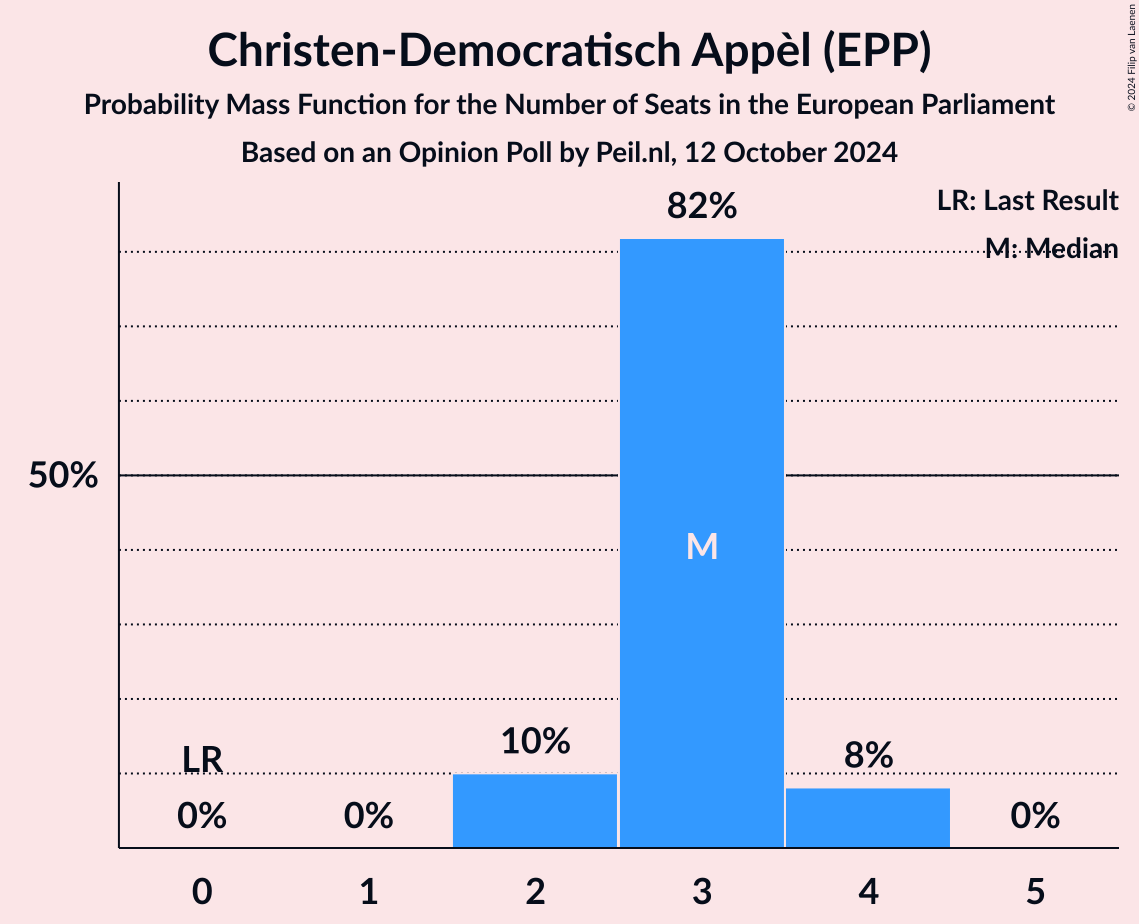 Christen-Democratisch Appèl (EPP)
Probability Mass Function for the Number of Seats in the European Parliament
Based on an Opinion Poll by Peil.nl, 12 October 2024
© 2024 Filip van Laenen
LR: Last Result
M: Median
82%
50%
M
10%
LR
8%
0%
0%
0%
0 1 2 3 4 5